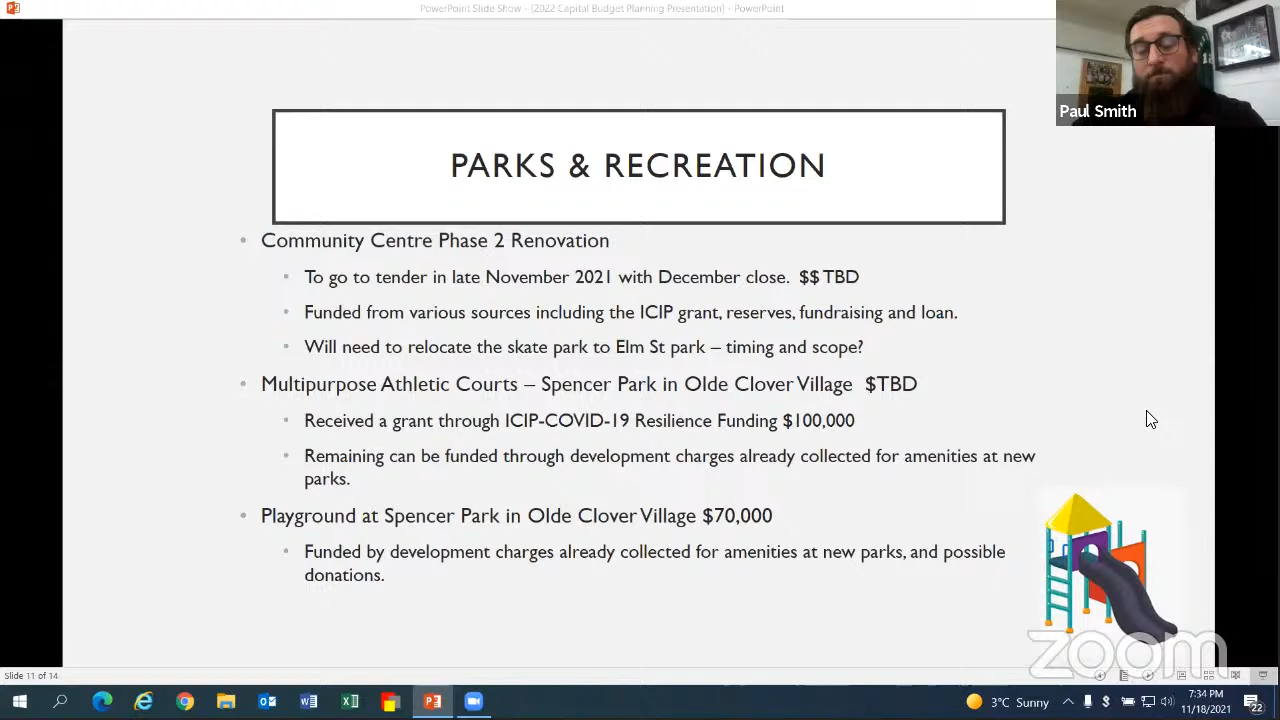 PowerPoint Slide Show - [2022 Capital Budget Planning Presentation] - PowerPoint
Paul Smith
PARKS & RECREATION
• Community Centre Phase 2 Renovation
• To go to tender in late November 2021 with December close. $$ TBD
• Funded from various sources including the ICIP grant, reserves, fundraising and loan.
• Will need to relocate the skate park to Elm St park – timing and scope?
• Multipurpose Athletic Courts – Spencer Park in Olde Clover Village $TBD
• Received a grant through ICIP-COVID-19 Resilience Funding $100,000
• Remaining can be funded through development charges already collected for amenities at new
parks.
• Playground at Spencer Park in Olde Clover Village $70,000
• Funded by development charges already collected for amenities at new parks, and possible
donations.
zoom
Slide 11 of 14
3°C Sunny
7:34 PM
11/18/2021
22